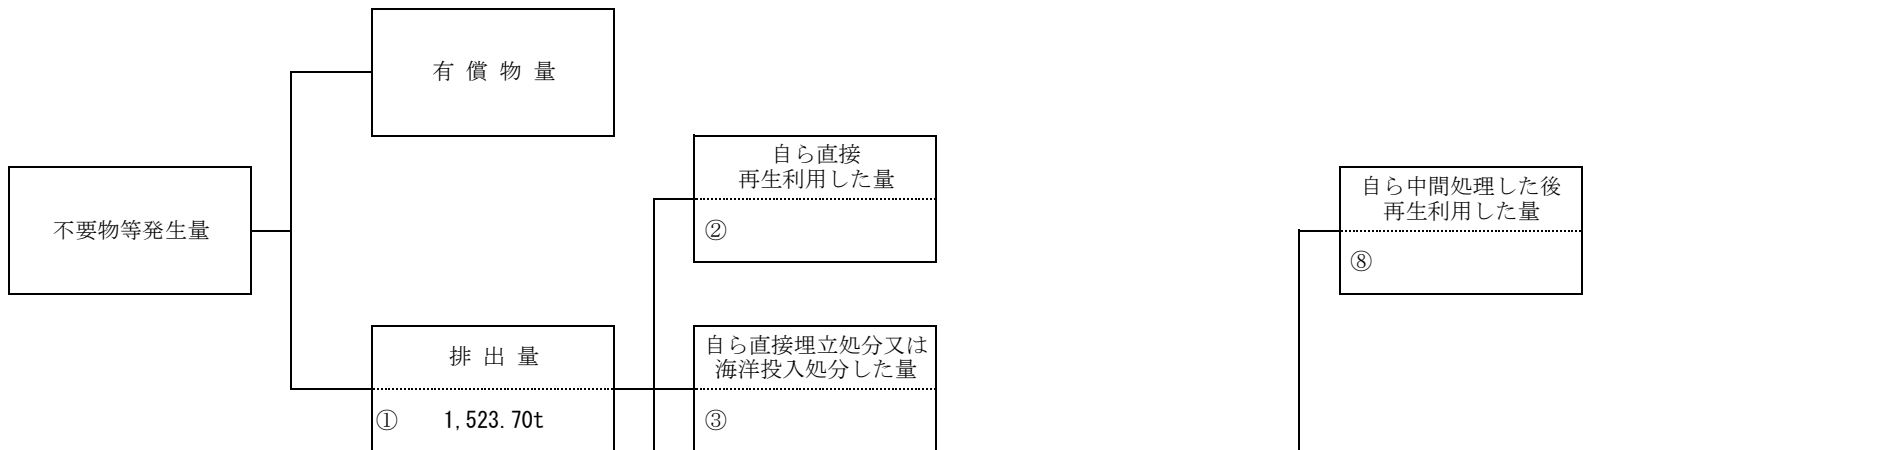 有 償 物 量
自ら直接
再生利用した量
②
自ら中間処理した後
再生利用した量
⑧
不要物等発生量
排 出 量
① 1,523.70t
自ら直接埋立処分又は
海洋投入処分した量
③